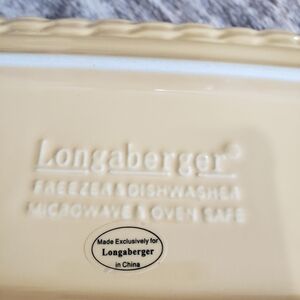 Longaberger®
FREEZER & DISHWASHER
MICROWAVE & OVEN SAFE
Made Exclusively for
Longaberger
in China